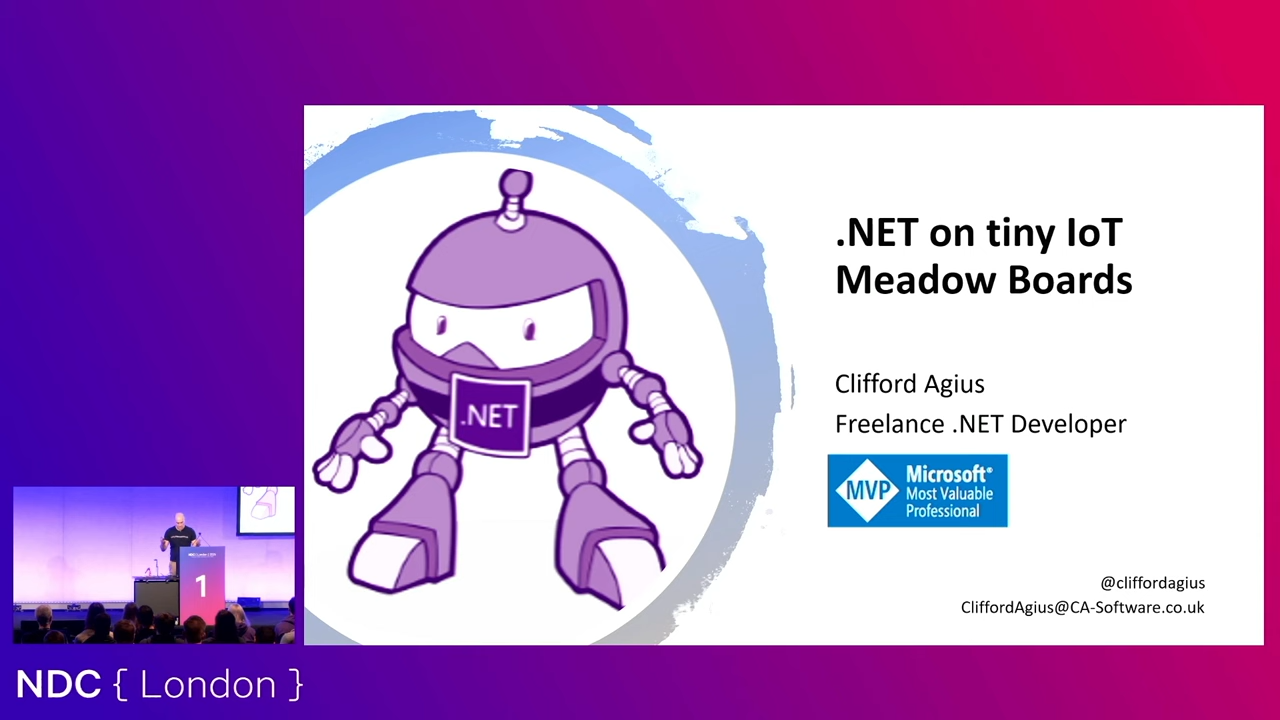 .NET on tiny IoT
Meadow Boards
.NET
Clifford Agius
Freelance .NET Developer
MVP
Microsoft®
Most Valuable
Professional
@cliffordagius
CliffordAgius@CA-Software.co.uk
1
NDC { London }